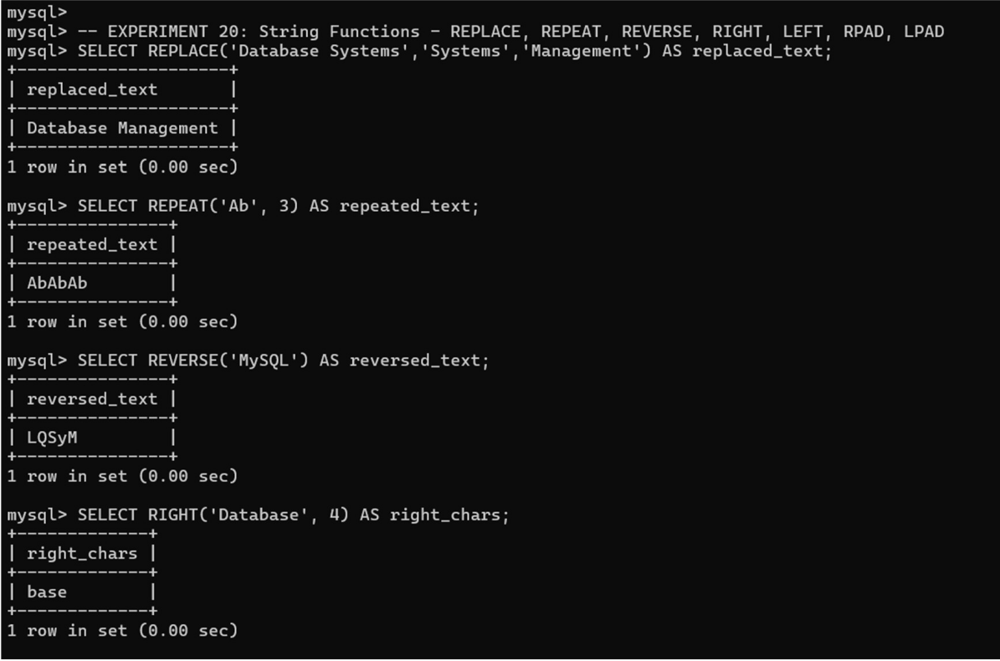 mysql>
mysql> -- EXPERIMENT 20: String Functions - REPLACE, REPEAT, REVERSE, RIGHT, LEFT, RPAD, LPAD
mysql> SELECT REPLACE('Database Systems','Systems','Management') AS replaced_text;
+---------------------+
| replaced_text       |
+---------------------+
| Database Management |
+---------------------+
1 row in set (0.00 sec)

mysql> SELECT REPEAT('Ab', 3) AS repeated_text;
+---------------+
| repeated_text |
+---------------+
| AbAbAb        |
+---------------+
1 row in set (0.00 sec)

mysql> SELECT REVERSE('MySQL') AS reversed_text;
+---------------+
| reversed_text |
+---------------+
| LQSyM         |
+---------------+
1 row in set (0.00 sec)

mysql> SELECT RIGHT('Database', 4) AS right_chars;
+-------------+
| right_chars |
+-------------+
| base        |
+-------------+
1 row in set (0.00 sec)